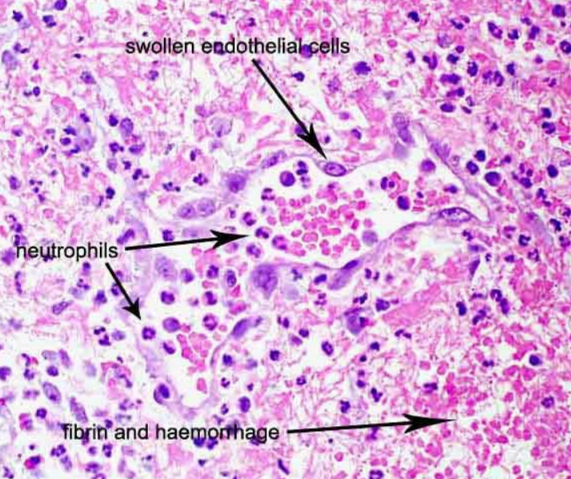 swollen endothelial cells
neutrophils
fibrin and haemorrhage